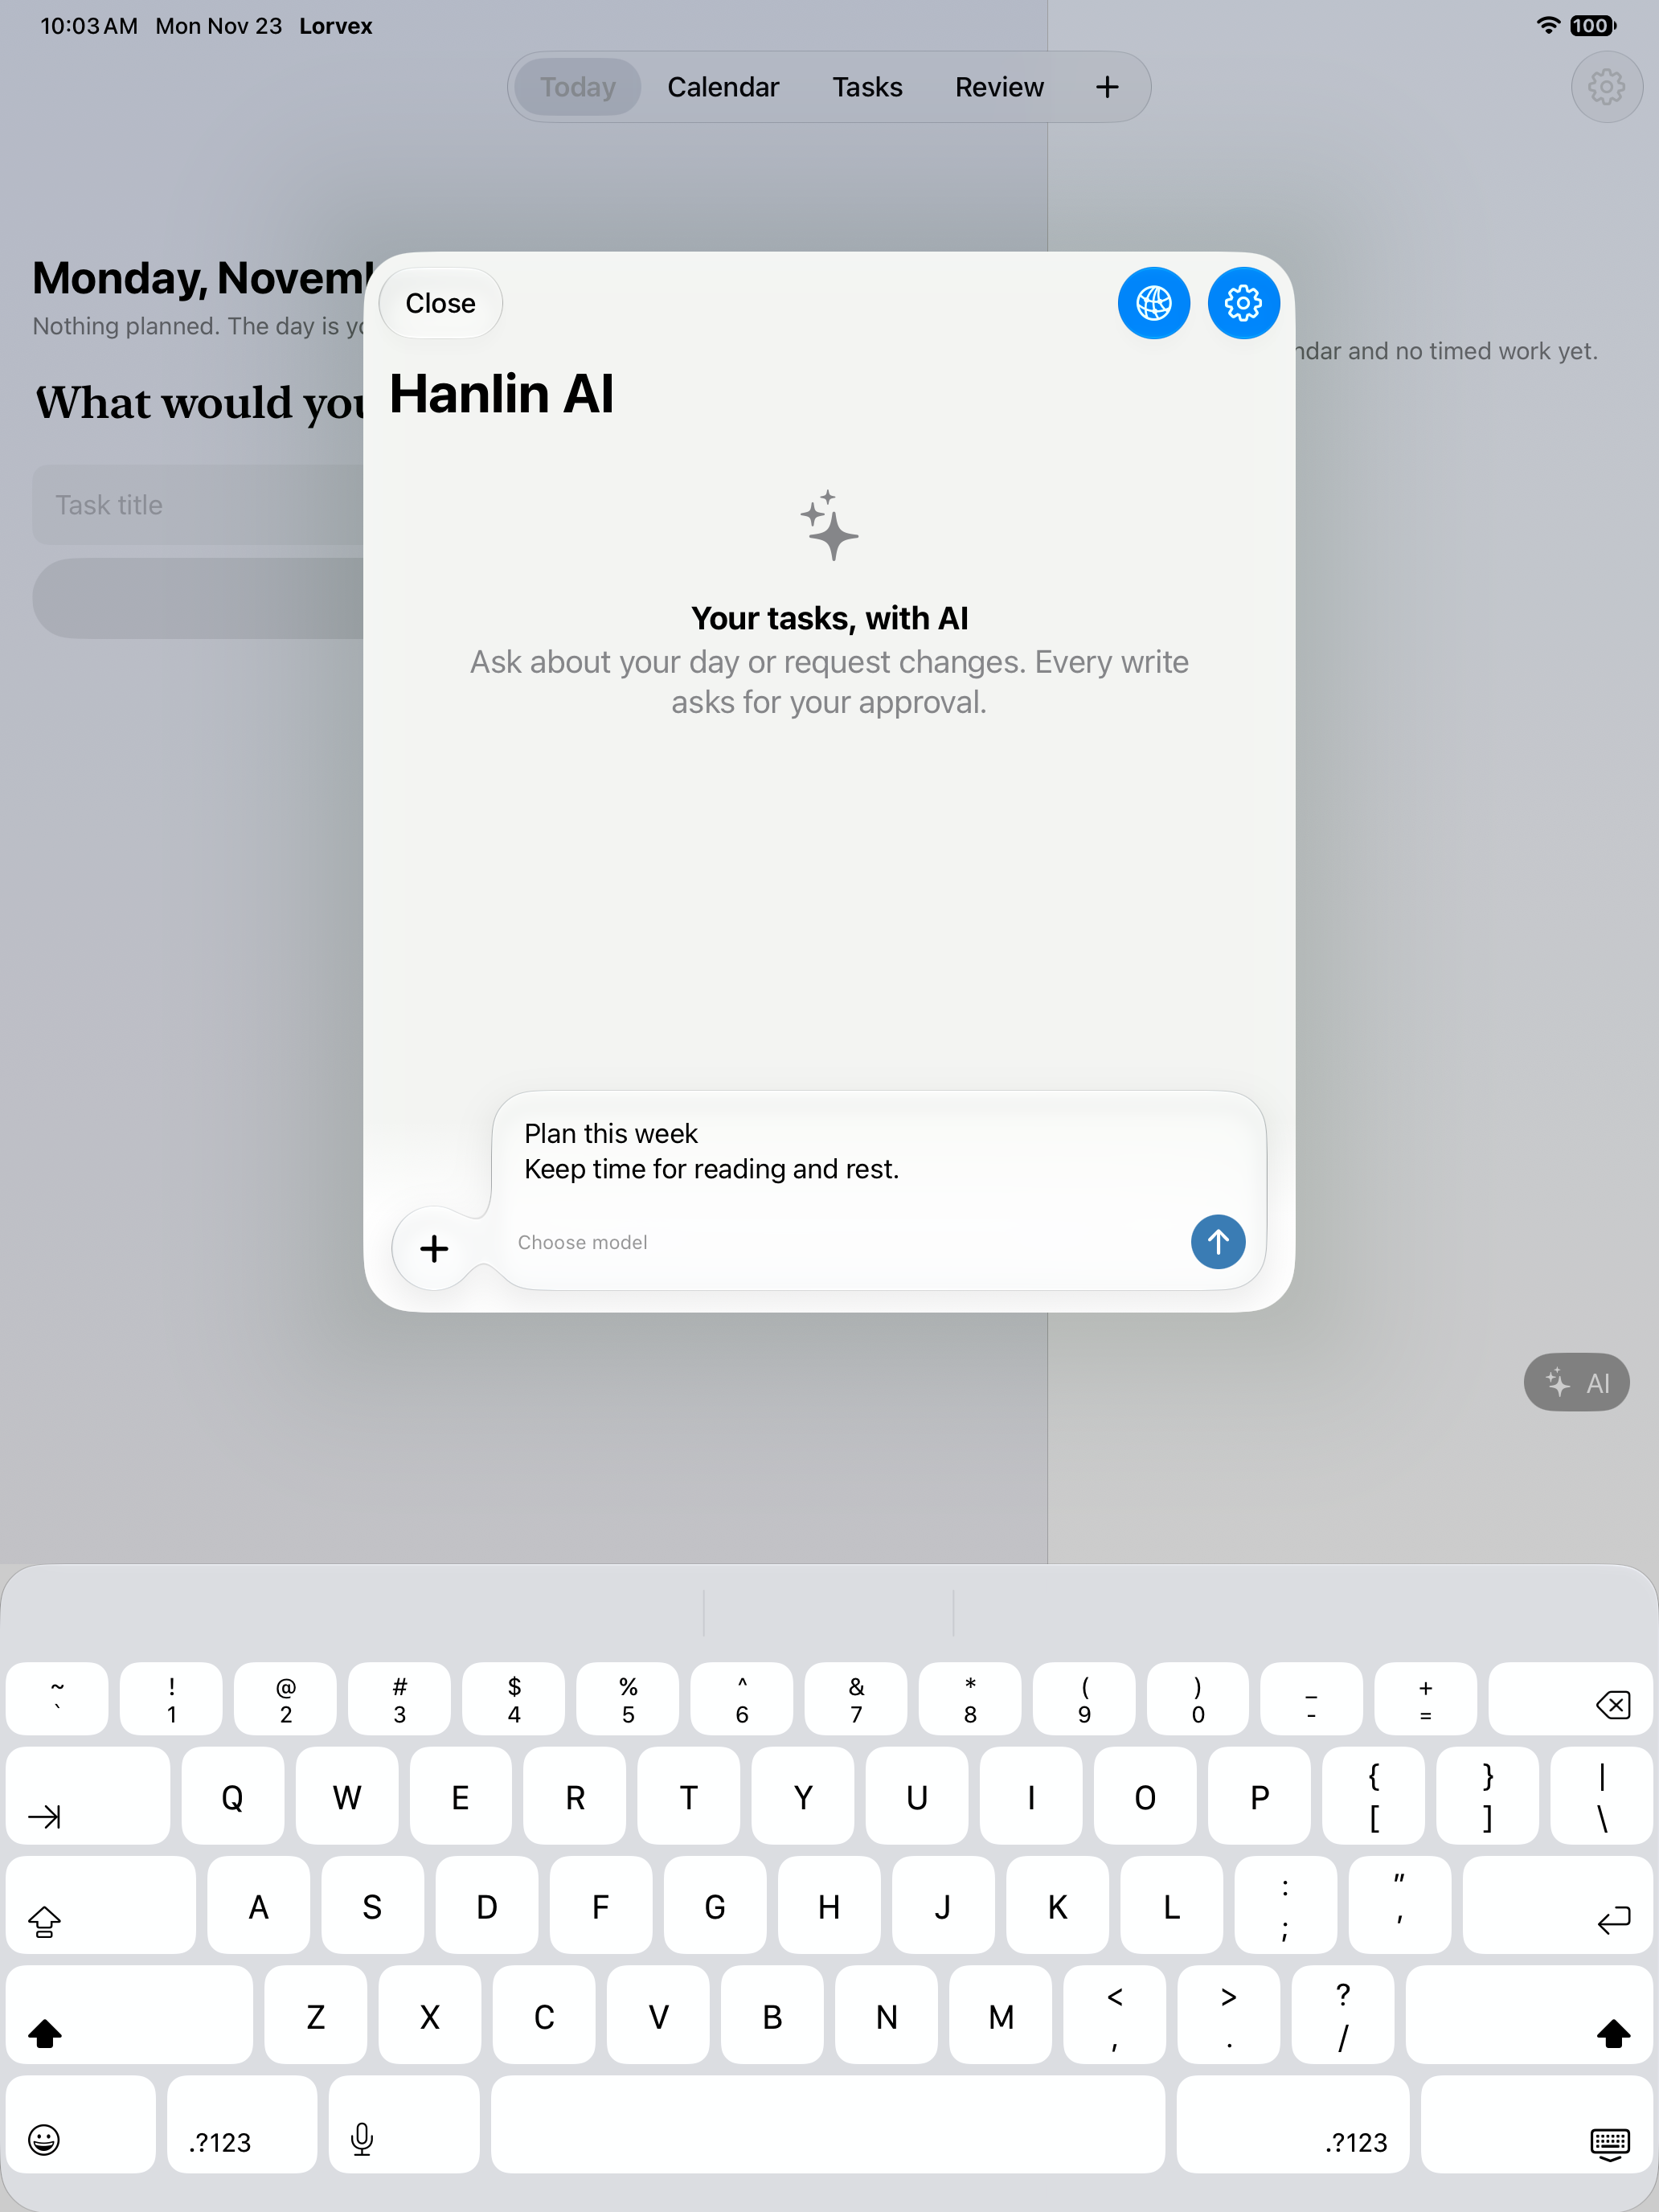 10:03 AM Mon Nov 23 Lorvex
100
Today Calendar Tasks Review +
Monday,
Nothing planned. The day is
What would
and no timed work yet.
Task title
Close
Hanlin AI
Your tasks, with AI
Ask about your day or request changes. Every write
asks for your approval.
Plan this week
Keep time for reading and rest.
Choose model
AI
~ ! @ # $ % ^ & * ( ) _ +
` 1 2 3 4 5 6 7 8 9 0 - =
Q W E R T Y U I O P { } |
[ ] \
A S D F G H J K L : "
; '
Z X C V B N M < > ?
, . /
.?123 .?123